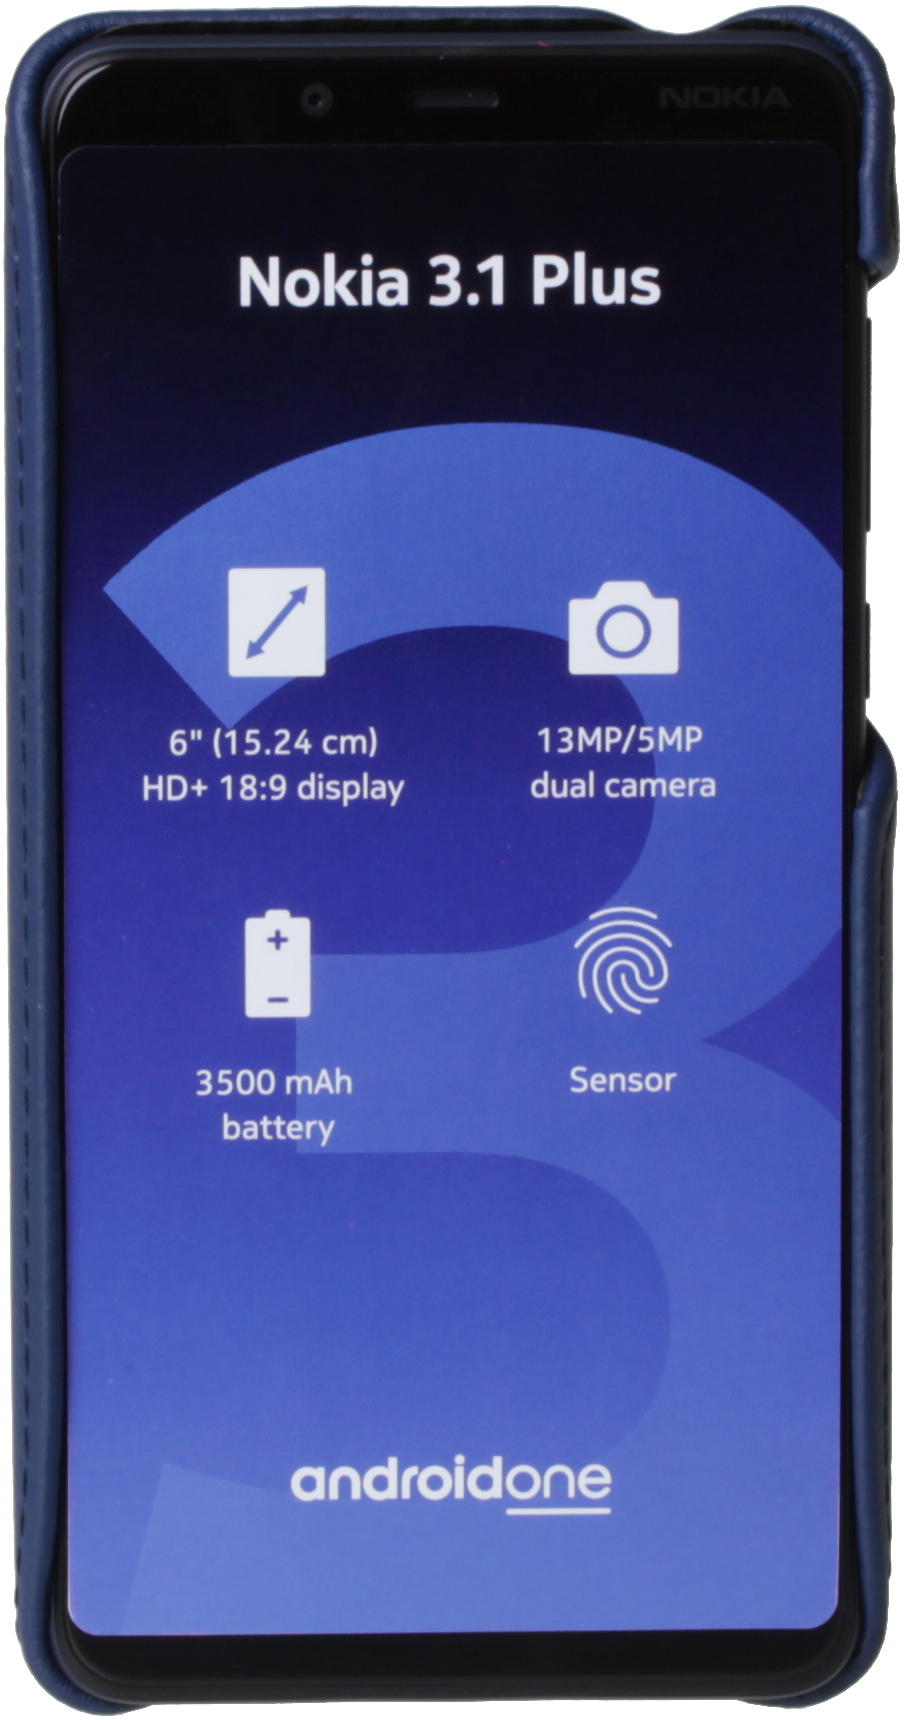 NOKIA
Nokia 3.1 Plus
6" (15.24 cm)
HD+ 18:9 display
13MP/5MP
dual camera
3500 mAh
battery
Sensor
androidone